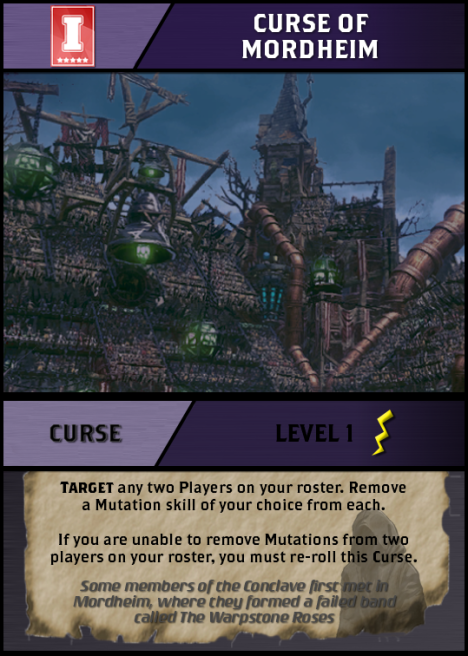 I
CURSE OF
MORDHEIM
CURSE
LEVEL 1
TARGET any two Players on your roster. Remove
a Mutation skill of your choice from each.
If you are unable to remove Mutations from two
players on your roster, you must re-roll this Curse.
Some members of the Conclave first met in
Mordheim, where they formed a failed band
called The Warpstone Roses